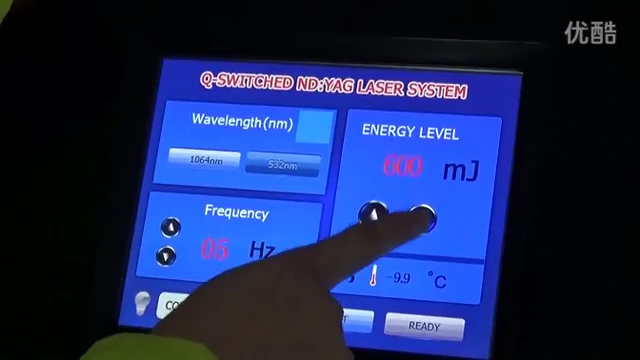 优酷
Q-SWITCHED ND:YAG LASER SYSTEM
Wavelength(nm)
1064nm
532nm
ENERGY LEVEL
600 mJ
Frequency
05 Hz
-9.9 °C
READY